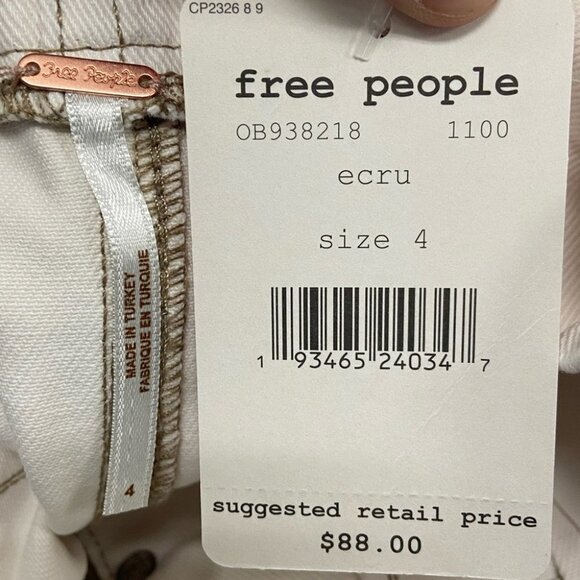 CP2326 8 9
Free People
free people
OB938218 1100
ecru
size 4
1 93465 24034 7
MADE IN TURKEY
FABRIQUE EN TURQUIE
4
suggested retail price
$88.00